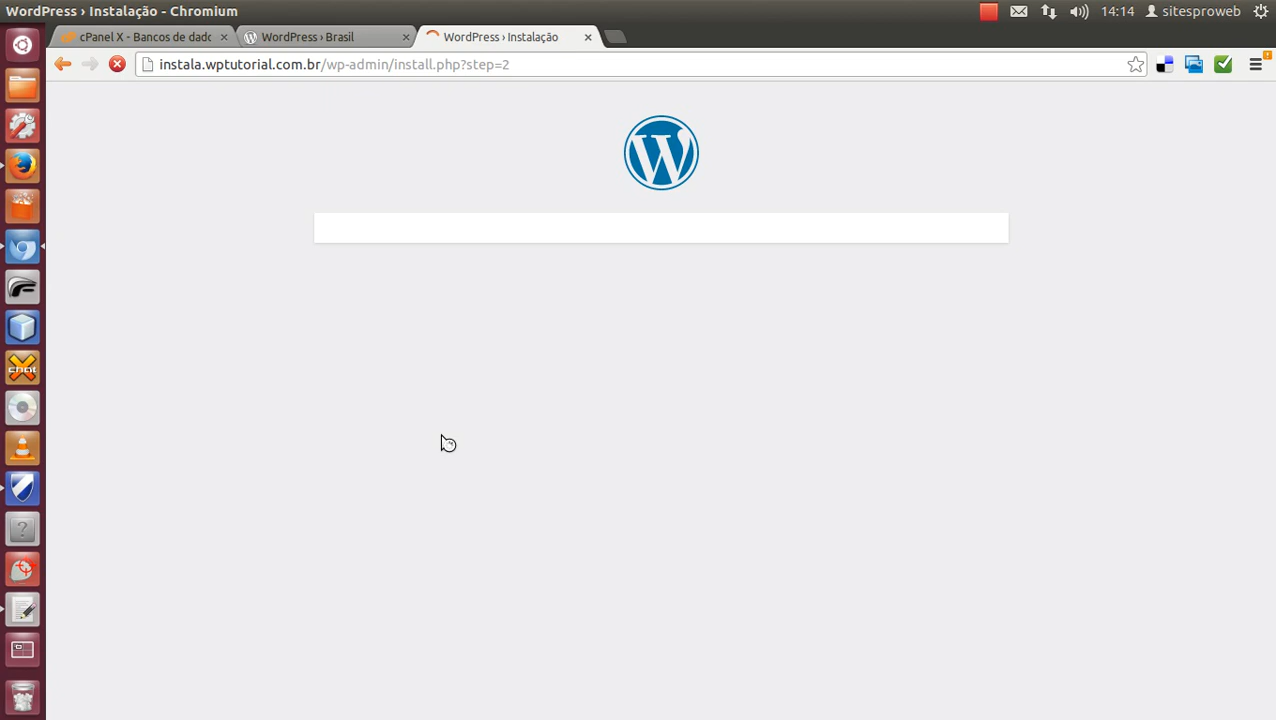 WordPress › Instalação - Chromium
14:14
sitesproweb
cPanel X - Bancos de dado
WordPress › Brasil
WordPress › Instalação
instala.wptutorial.com.br/wp-admin/install.php?step=2
W